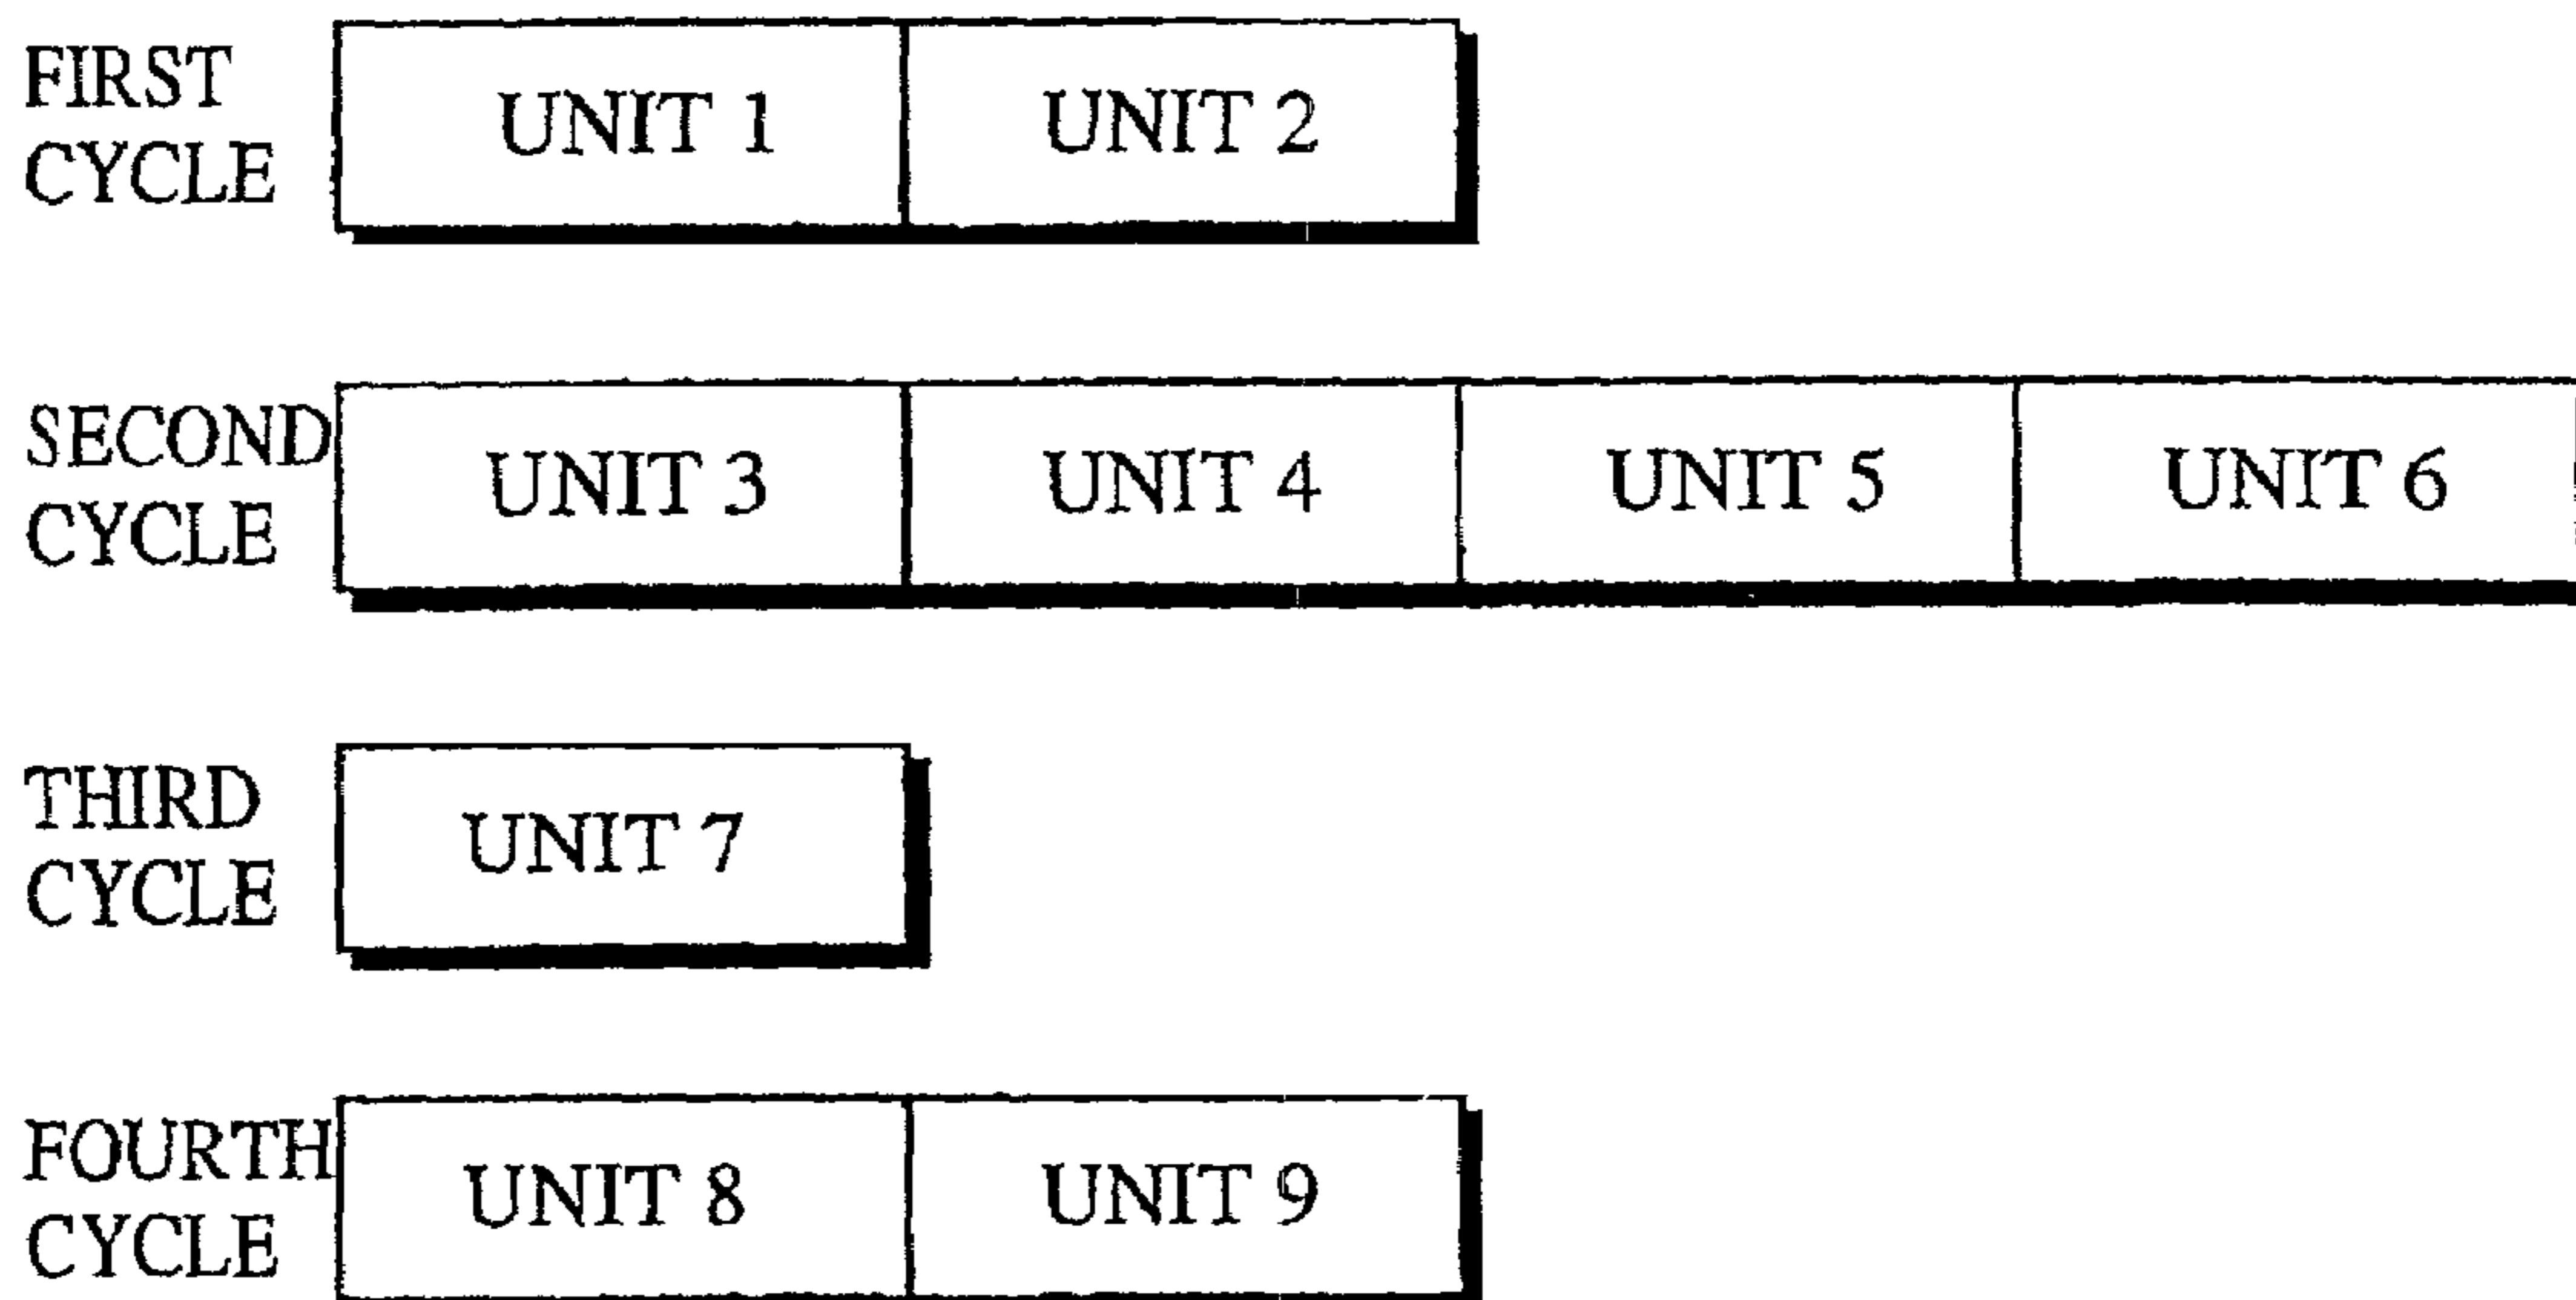 FIRST
CYCLE
UNIT 1
UNIT 2
SECOND
CYCLE
UNIT 3
UNIT 4
UNIT 5
UNIT 6
THIRD
CYCLE
UNIT 7
FOURTH
CYCLE
UNIT 8
UNIT 9